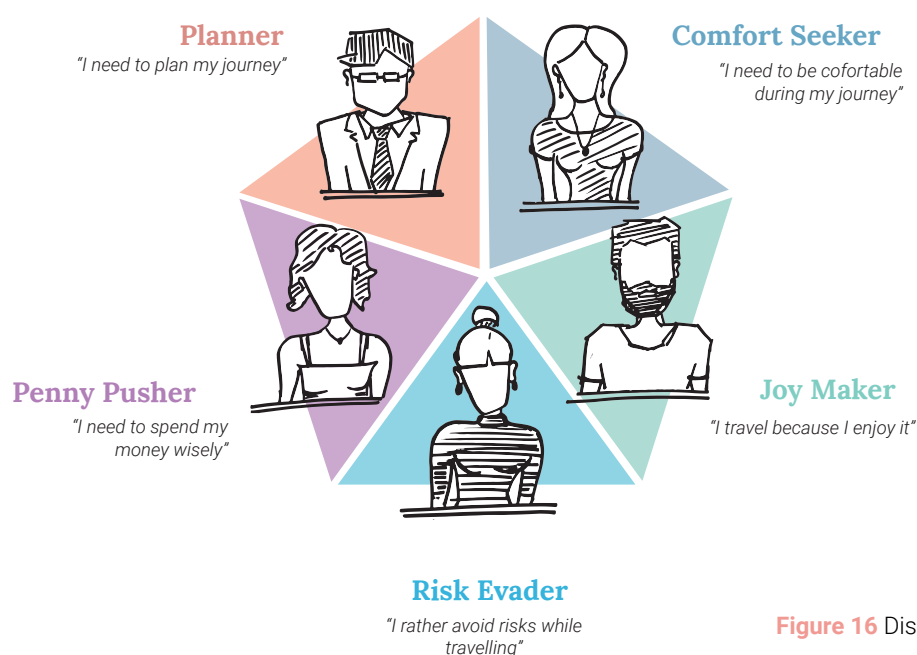 Planner
“I need to plan my journey”
Comfort Seeker
“I need to be cofortable
during my journey”
Penny Pusher
“I need to spend my
money wisely”
Joy Maker
“I travel because I enjoy it”
Risk Evader
“I rather avoid risks while
travelling”
Figure 16 Dis